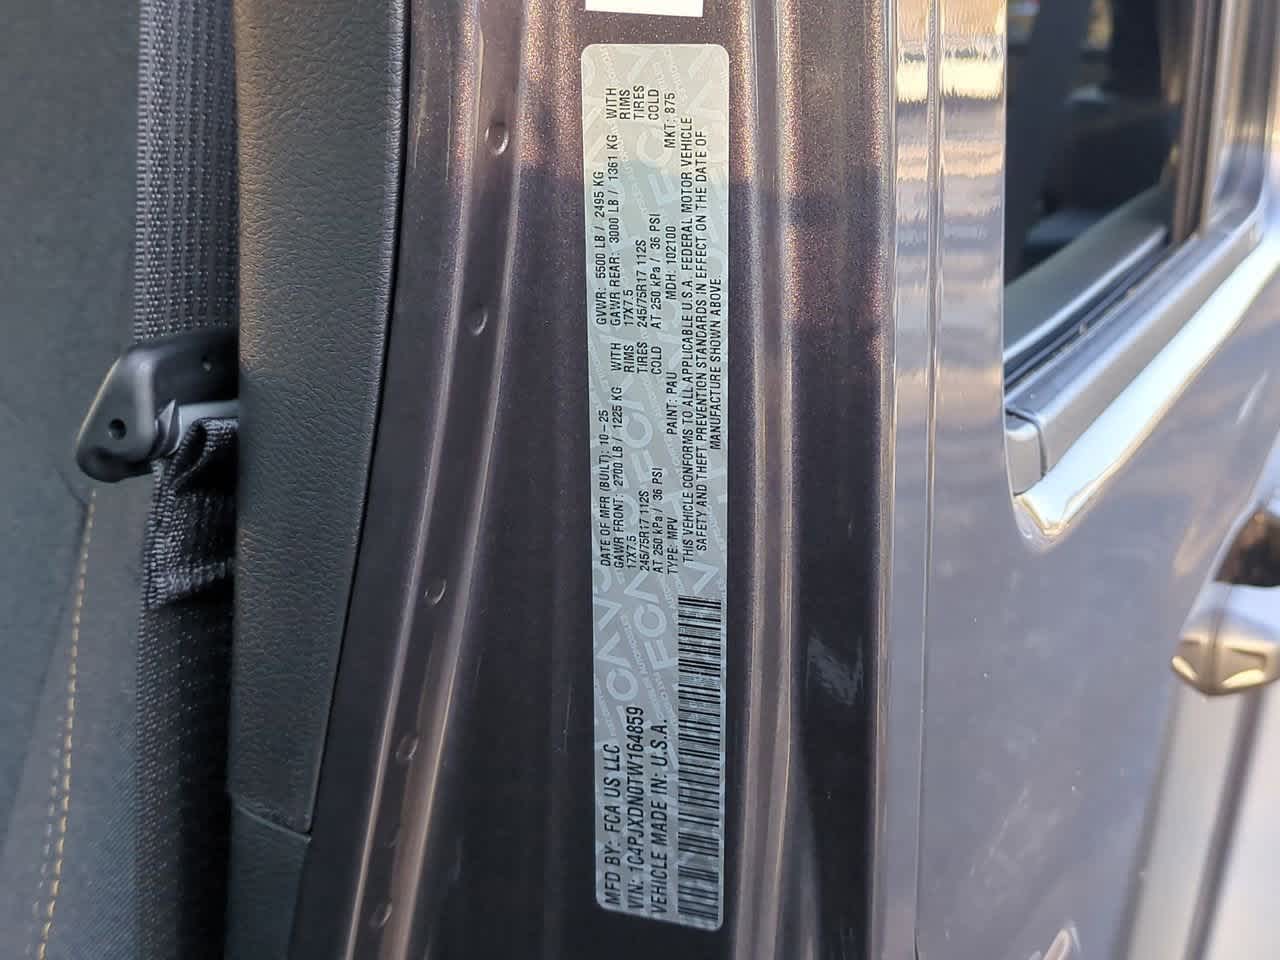 MFD BY: FCA US LLC
DATE OF MFR (BUILT): 10-25
GVWR: 5500 LB / 2495 KG
VIN: 1C4PJXDN0TW164859
GAWR FRONT: 2700 LB / 1225 KG WITH
GAWR REAR: 3000 LB / 1361 KG WITH
17X7.5 RIMS
17X7.5 RIMS
VEHICLE MADE IN: U.S.A.
245/75R17 112S TIRES
245/75R17 112S TIRES
AT 250 kPa / 36 PSI COLD
AT 250 kPa / 36 PSI COLD
TYPE: MPV PAINT: PAU MDH: 102100 MKT: 875
THIS VEHICLE CONFORMS TO ALL APPLICABLE U.S.A. FEDERAL MOTOR VEHICLE
SAFETY AND THEFT PREVENTION STANDARDS IN EFFECT ON THE DATE OF
MANUFACTURE SHOWN ABOVE.